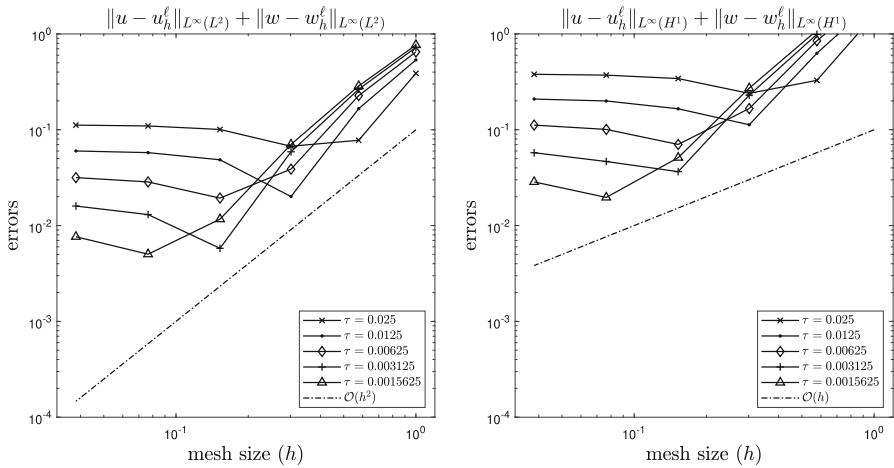 ‖u − u_h^ℓ‖_{L^∞(L^2)} + ‖w − w_h^ℓ‖_{L^∞(L^2)}
10^0
10^{-1}
10^{-2}
10^{-3}
10^{-4}
errors
τ = 0.025
τ = 0.0125
τ = 0.00625
τ = 0.003125
τ = 0.0015625
O(h^2)
10^{-1}
10^0
mesh size (h)
‖u − u_h^ℓ‖_{L^∞(H^1)} + ‖w − w_h^ℓ‖_{L^∞(H^1)}
10^0
10^{-1}
10^{-2}
10^{-3}
10^{-4}
errors
τ = 0.025
τ = 0.0125
τ = 0.00625
τ = 0.003125
τ = 0.0015625
O(h)
10^{-1}
10^0
mesh size (h)